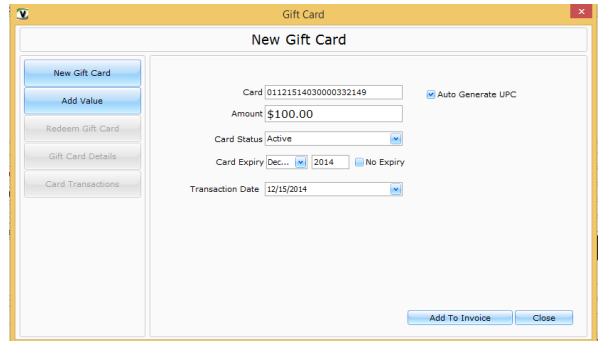 Gift Card
New Gift Card
New Gift Card
Add Value
Redeem Gift Card
Gift Card Details
Card Transactions
Card 01121514030000332149 Auto Generate UPC
Amount $100.00
Card Status Active
Card Expiry Dec... 2014 No Expiry
Transaction Date 12/15/2014
Add To Invoice Close